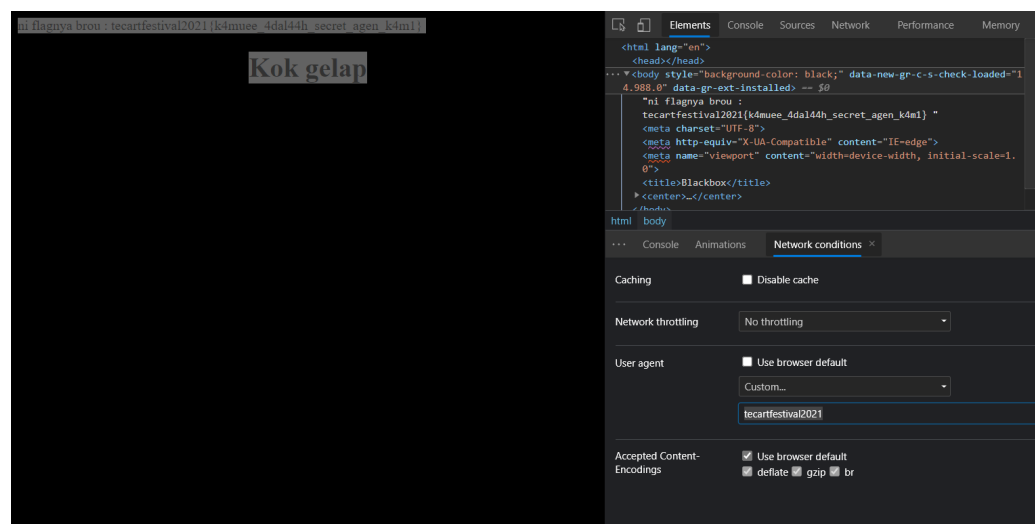 ni flagnya brou : tecartfestival2021{k4muee_4dal44h_secret_agen_k4m1}
Kok gelap
Elements Console Sources Network Performance Memory
<html lang="en">
<head></head>
··· ▼<body style="background-color: black;" data-new-gr-c-s-check-loaded="1
4.988.0" data-gr-ext-installed> == $0
"ni flagnya brou :
tecartfestival2021{k4muee_4dal44h_secret_agen_k4m1} "
<meta charset="UTF-8">
<meta http-equiv="X-UA-Compatible" content="IE=edge">
<meta name="viewport" content="width=device-width, initial-scale=1.
0">
<title>Blackbox</title>
▶<center>…</center>
</body>
html body
··· Console Animations Network conditions ×
Caching Disable cache
Network throttling No throttling
User agent Use browser default
Custom...
tecartfestival2021
Accepted Content-
Encodings
Use browser default
deflate gzip br